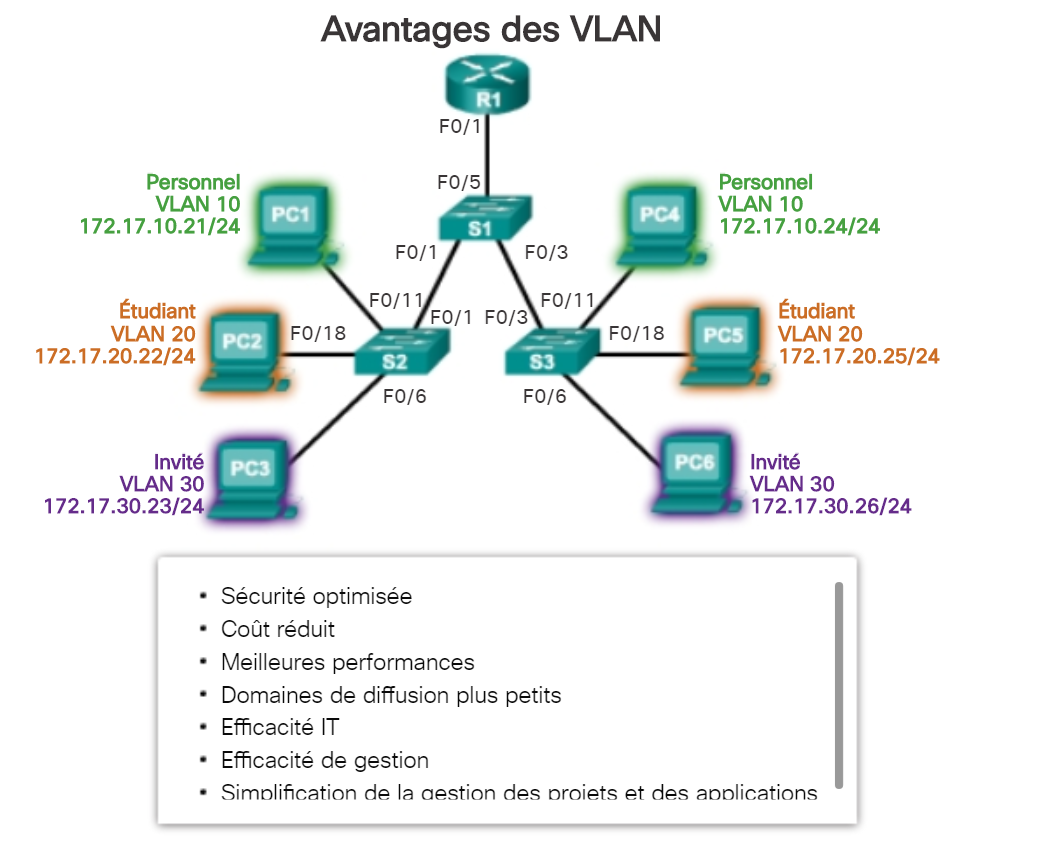 Avantages des VLAN
R1
F0/1
F0/5
Personnel
VLAN 10
172.17.10.21/24
PC1
S1
PC4
Personnel
VLAN 10
172.17.10.24/24
F0/1
F0/3
F0/11
F0/11
F0/1
F0/3
Étudiant
VLAN 20
172.17.20.22/24
PC2
F0/18
S2
S3
F0/18
PC5
Étudiant
VLAN 20
172.17.20.25/24
F0/6
F0/6
Invité
VLAN 30
172.17.30.23/24
PC3
PC6
Invité
VLAN 30
172.17.30.26/24
• Sécurité optimisée
• Coût réduit
• Meilleures performances
• Domaines de diffusion plus petits
• Efficacité IT
• Efficacité de gestion
• Simplification de la gestion des projets et des applications